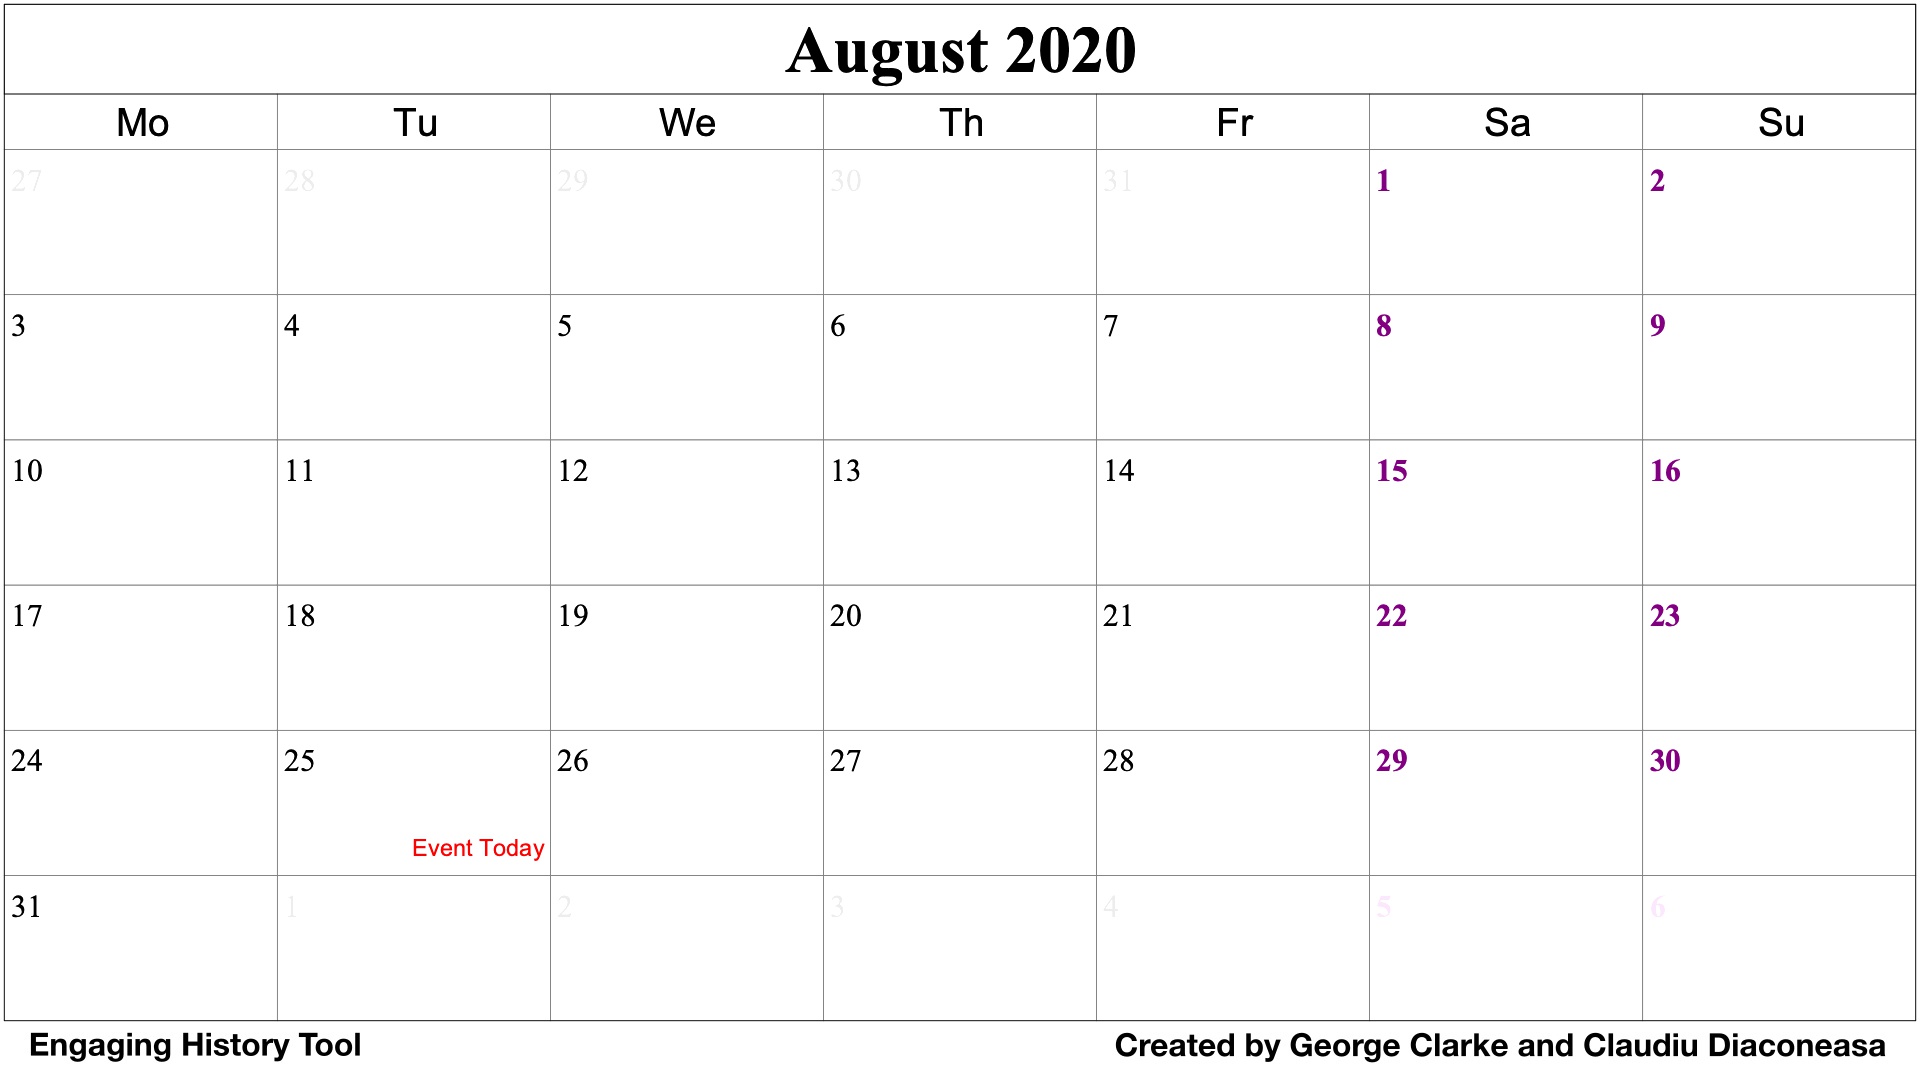 August 2020
Mo Tu We Th Fr Sa Su
27 28 29 30 31 1 2
3 4 5 6 7 8 9
10 11 12 13 14 15 16
17 18 19 20 21 22 23
24 25 26 27 28 29 30
Event Today
31 1 2 3 4 5 6
Engaging History Tool Created by George Clarke and Claudiu Diaconeasa